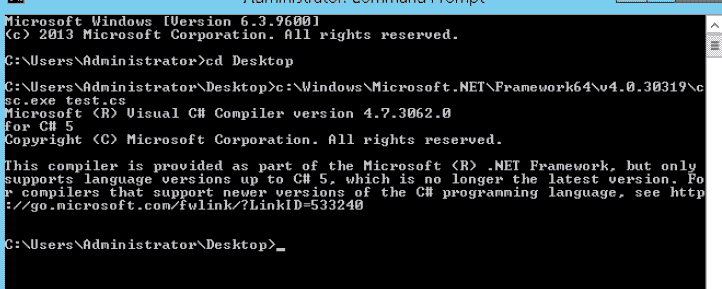 Administrator: Command Prompt
Microsoft Windows [Version 6.3.9600]
(c) 2013 Microsoft Corporation. All rights reserved.
C:\Users\Administrator>cd Desktop
C:\Users\Administrator\Desktop>c:\Windows\Microsoft.NET\Framework64\v4.0.30319\c
sc.exe test.cs
Microsoft (R) Visual C# Compiler version 4.7.3062.0
for C# 5
Copyright (C) Microsoft Corporation. All rights reserved.
This compiler is provided as part of the Microsoft (R) .NET Framework, but only
supports language versions up to C# 5, which is no longer the latest version. Fo
r compilers that support newer versions of the C# programming language, see http
://go.microsoft.com/fwlink/?LinkID=533240
C:\Users\Administrator\Desktop>_